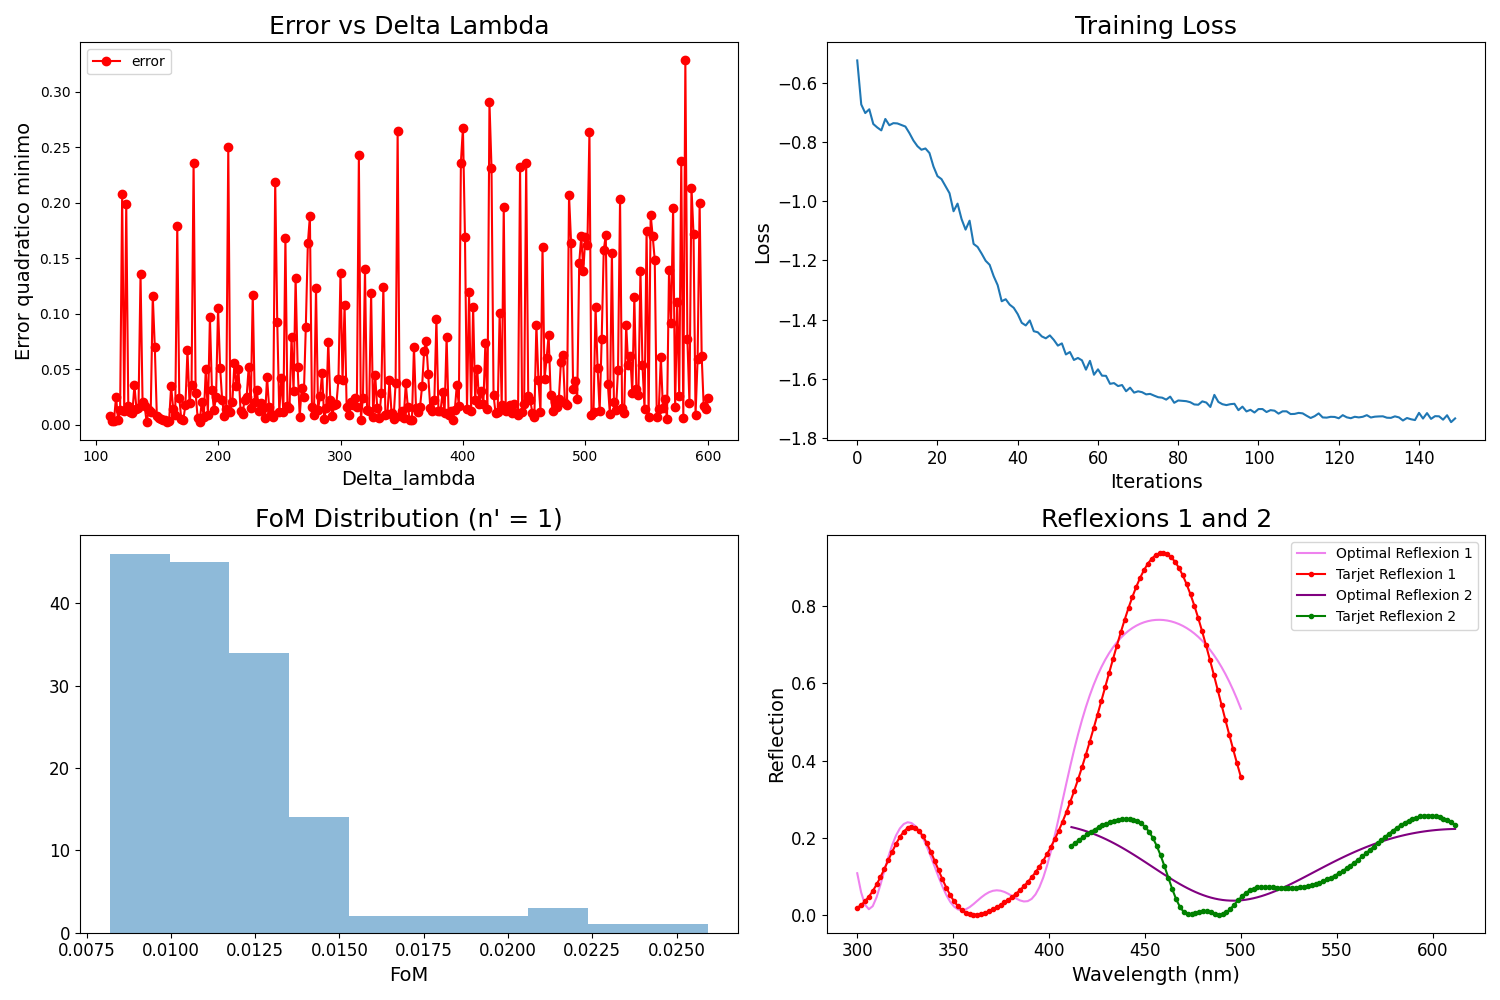 Error vs Delta Lambda
error
0.30
0.25
0.20
0.15
0.10
0.05
0.00
Error quadratico minimo
100 200 300 400 500 600
Delta_lambda
Training Loss
−0.6
−0.8
−1.0
−1.2
−1.4
−1.6
−1.8
Loss
0 20 40 60 80 100 120 140
Iterations
FoM Distribution (n' = 1)
40
30
20
10
0
0.0075 0.0100 0.0125 0.0150 0.0175 0.0200 0.0225 0.0250
FoM
Reflexions 1 and 2
Optimal Reflexion 1
Tarjet Reflexion 1
Optimal Reflexion 2
Tarjet Reflexion 2
0.8
0.6
0.4
0.2
0.0
Reflection
300 350 400 450 500 550 600
Wavelength (nm)